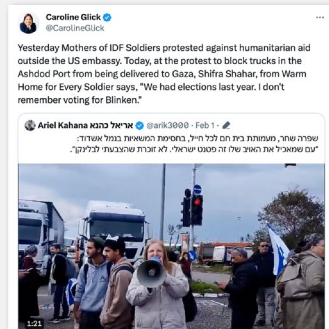 Caroline Glick
@CarolineGlick
Yesterday Mothers of IDF Soldiers protested against humanitarian aid
outside the US embassy. Today, at the protest to block trucks in the
Ashdod Port from being delivered to Gaza, Shifra Shahar, from Warm
Home for Every Soldier says, "We had elections last year. I don't
remember voting for Blinken."
Ariel Kahana אריאל כהנא @arik3000 · Feb 1 ·
שפרה שחר, מעמותת בית חם לכל חייל, בחסימת המשאיות בנמל אשדוד:
"עם שמאכיל את האויב שלו זה פטנט ישראלי. לא זוכרת שהצבעתי לבלינקן".
1:21